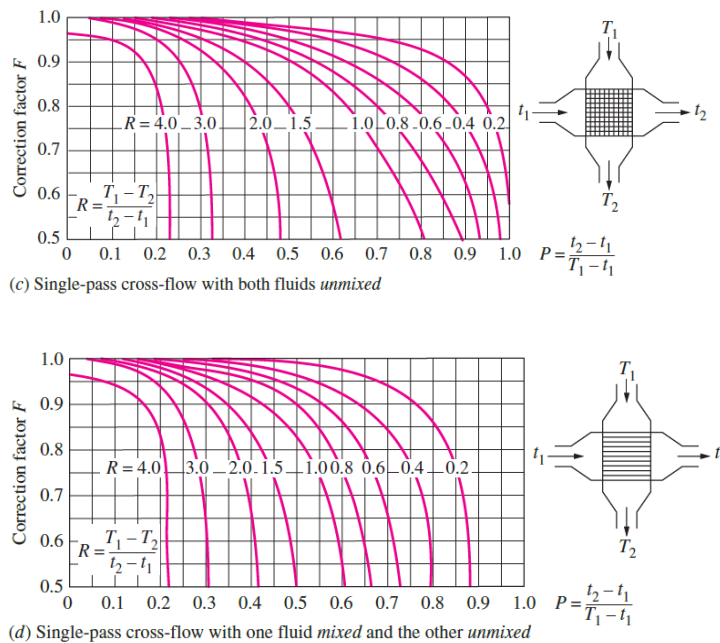 1.0
0.9
0.8
0.7
0.6
0.5
Correction factor F
R = 4.0 3.0 2.0 1.5 1.0 0.8 0.6 0.4 0.2
R = T1 – T2 / t2 – t1
0 0.1 0.2 0.3 0.4 0.5 0.6 0.7 0.8 0.9 1.0
P = t2 – t1 / T1 – t1
T1
t1
t2
T2
(c) Single-pass cross-flow with both fluids unmixed
1.0
0.9
0.8
0.7
0.6
0.5
Correction factor F
R = 4.0 3.0 2.0 1.5 1.0 0.8 0.6 0.4 0.2
R = T1 – T2 / t2 – t1
0 0.1 0.2 0.3 0.4 0.5 0.6 0.7 0.8 0.9 1.0
P = t2 – t1 / T1 – t1
T1
t1
t
T2
(d) Single-pass cross-flow with one fluid mixed and the other unmixed